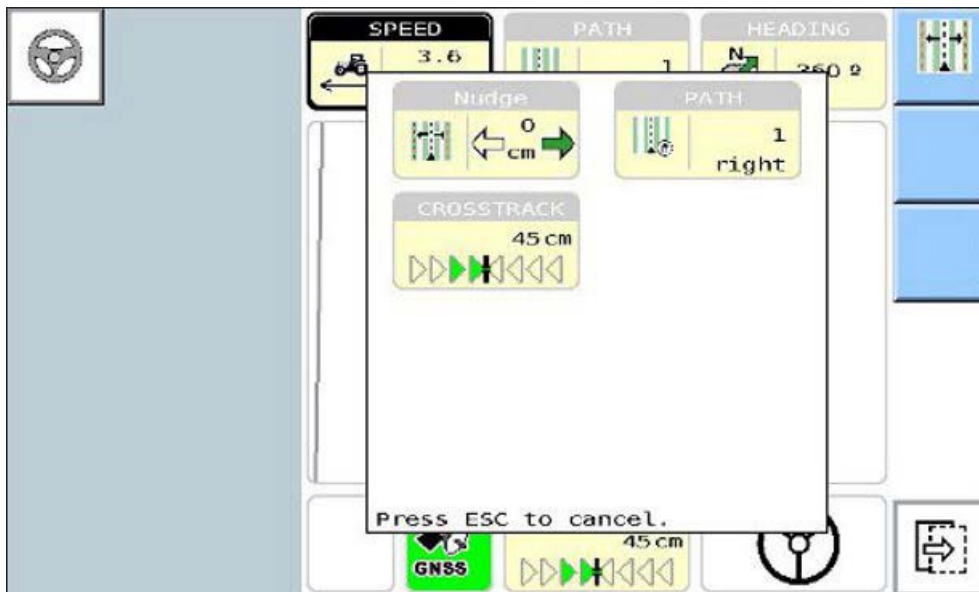 SPEED
3.6
PATH
1
HEADING
N
360 º
Nudge
0
cm
PATH
1
right
CROSSTRACK
45 cm
Press ESC to cancel.
GNSS
45 cm